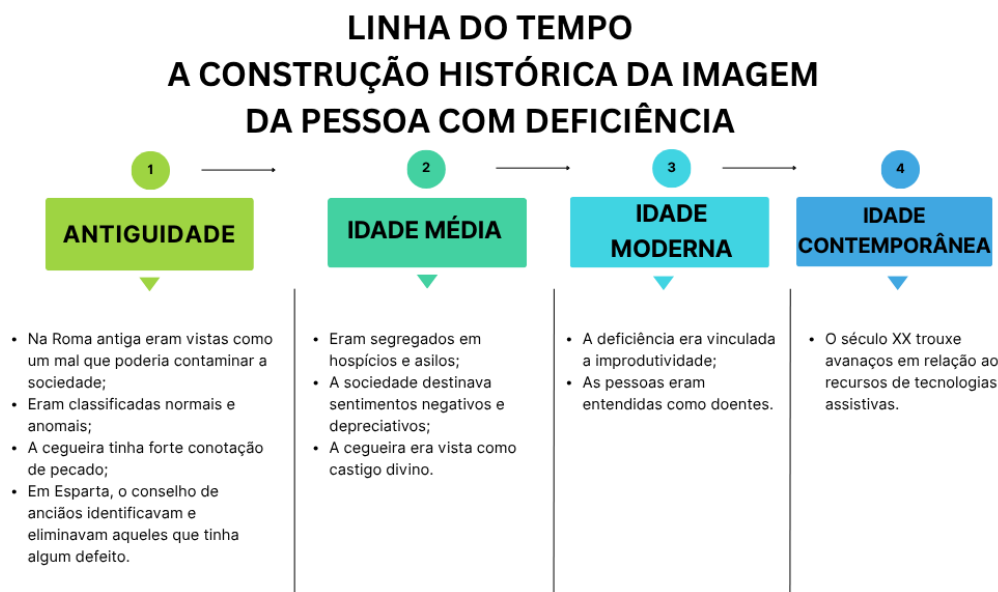 LINHA DO TEMPO
A CONSTRUÇÃO HISTÓRICA DA IMAGEM
DA PESSOA COM DEFICIÊNCIA
1
ANTIGUIDADE
• Na Roma antiga eram vistas como
um mal que poderia contaminar a
sociedade;
• Eram classificadas normais e
anomais;
• A cegueira tinha forte conotação
de pecado;
• Em Esparta, o conselho de
anciãos identificavam e
eliminavam aqueles que tinha
algum defeito.
2
IDADE MÉDIA
• Eram segregados em
hospícios e asilos;
• A sociedade destinava
sentimentos negativos e
depreciativos;
• A cegueira era vista como
castigo divino.
3
IDADE
MODERNA
• A deficiência era vinculada
a improdutividade;
• As pessoas eram
entendidas como doentes.
4
IDADE
CONTEMPORÂNEA
• O século XX trouxe
avanaços em relação ao
recursos de tecnologias
assistivas.